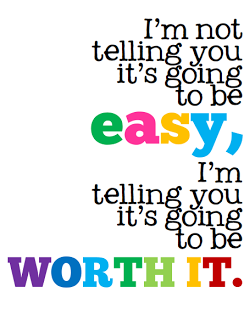 I'm not
telling you
it's going
to be
easy,
I'm
telling you
it's going
to be
WORTH IT.